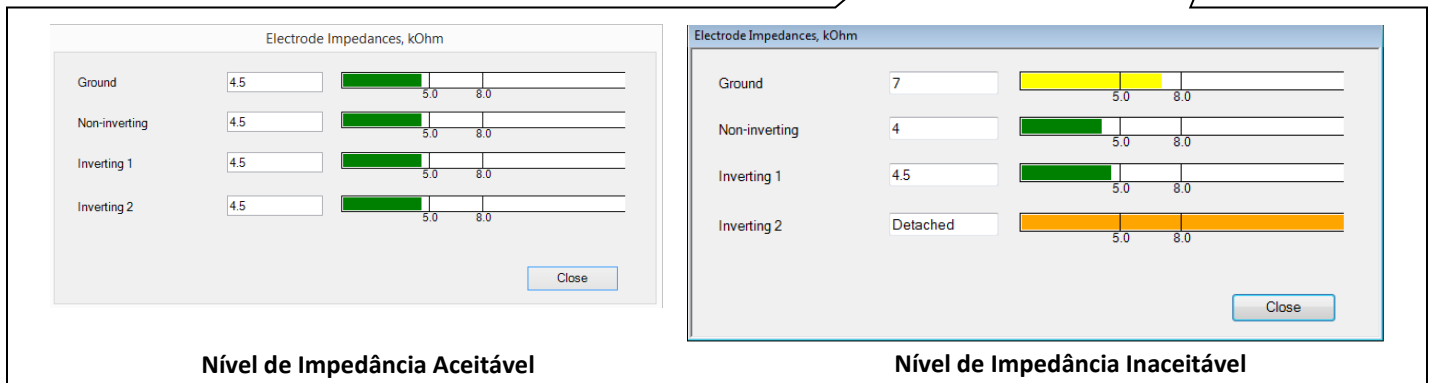 Electrode Impedances, kOhm
Ground 4.5
5.0 8.0
Non-inverting 4.5
5.0 8.0
Inverting 1 4.5
5.0 8.0
Inverting 2 4.5
5.0 8.0
Close
Nível de Impedância Aceitável
Electrode Impedances, kOhm
Ground 7
5.0 8.0
Non-inverting 4
5.0 8.0
Inverting 1 4.5
5.0 8.0
Inverting 2 Detached
5.0 8.0
Close
Nível de Impedância Inaceitável